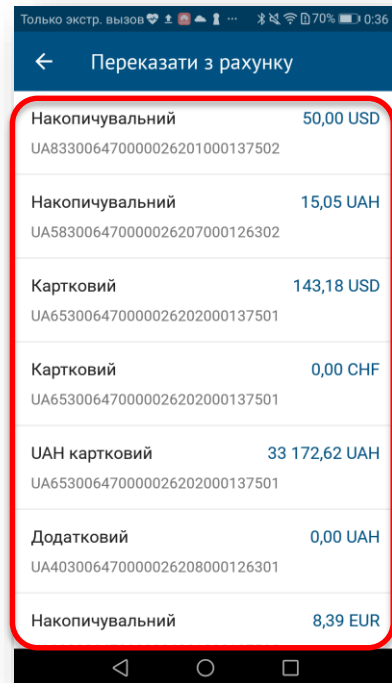 Только экстр. вызов ... 70% 0:36
Переказати з рахунку
Накопичувальний 50,00 USD
UA833006470000026201000137502
Накопичувальний 15,05 UAH
UA583006470000026207000126302
Картковий 143,18 USD
UA653006470000026202000137501
Картковий 0,00 CHF
UA653006470000026202000137501
UAH картковий 33 172,62 UAH
UA653006470000026202000137501
Додатковий 0,00 UAH
UA403006470000026208000126301
Накопичувальний 8,39 EUR